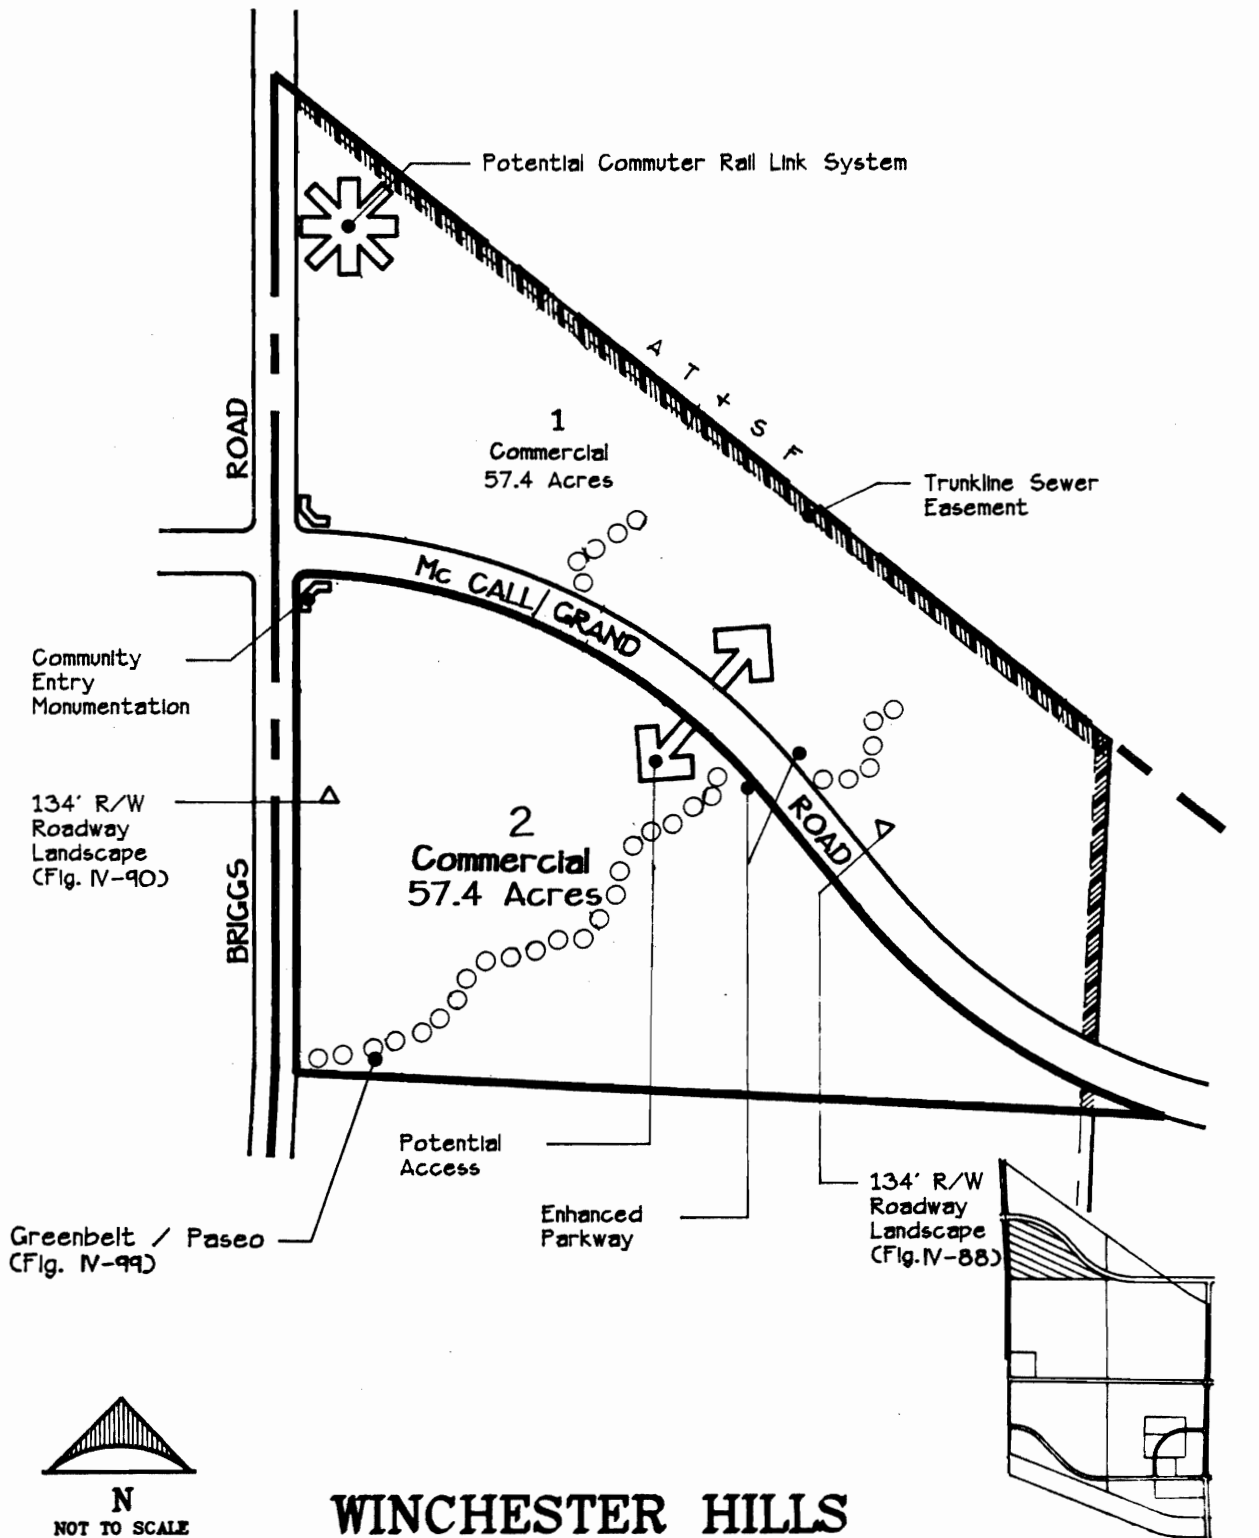 Potential Commuter Rail Link System
A T + S F
ROAD
1
Commercial
57.4 Acres
Trunkline Sewer
Easement
Mc CALL/GRAND
ROAD
Community
Entry
Monumentation
134' R/W
Roadway
Landscape
(Fig. IV-90)
2
Commercial
57.4 Acres
BRIGGS
Potential
Access
Enhanced
Parkway
134' R/W
Roadway
Landscape
(Fig.IV-88)
Greenbelt / Paseo
(Fig. IV-99)
N
NOT TO SCALE
WINCHESTER HILLS